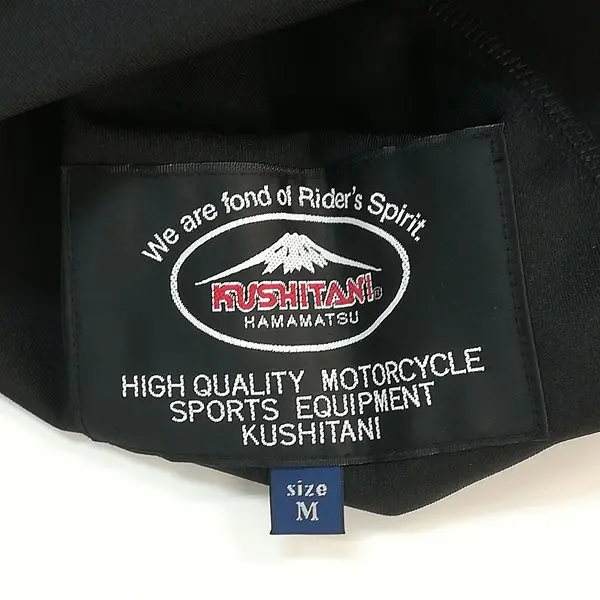 We are fond of Rider's Spirit.
KUSHITANI®
HAMAMATSU
HIGH QUALITY MOTORCYCLE
SPORTS EQUIPMENT
KUSHITANI
size
M